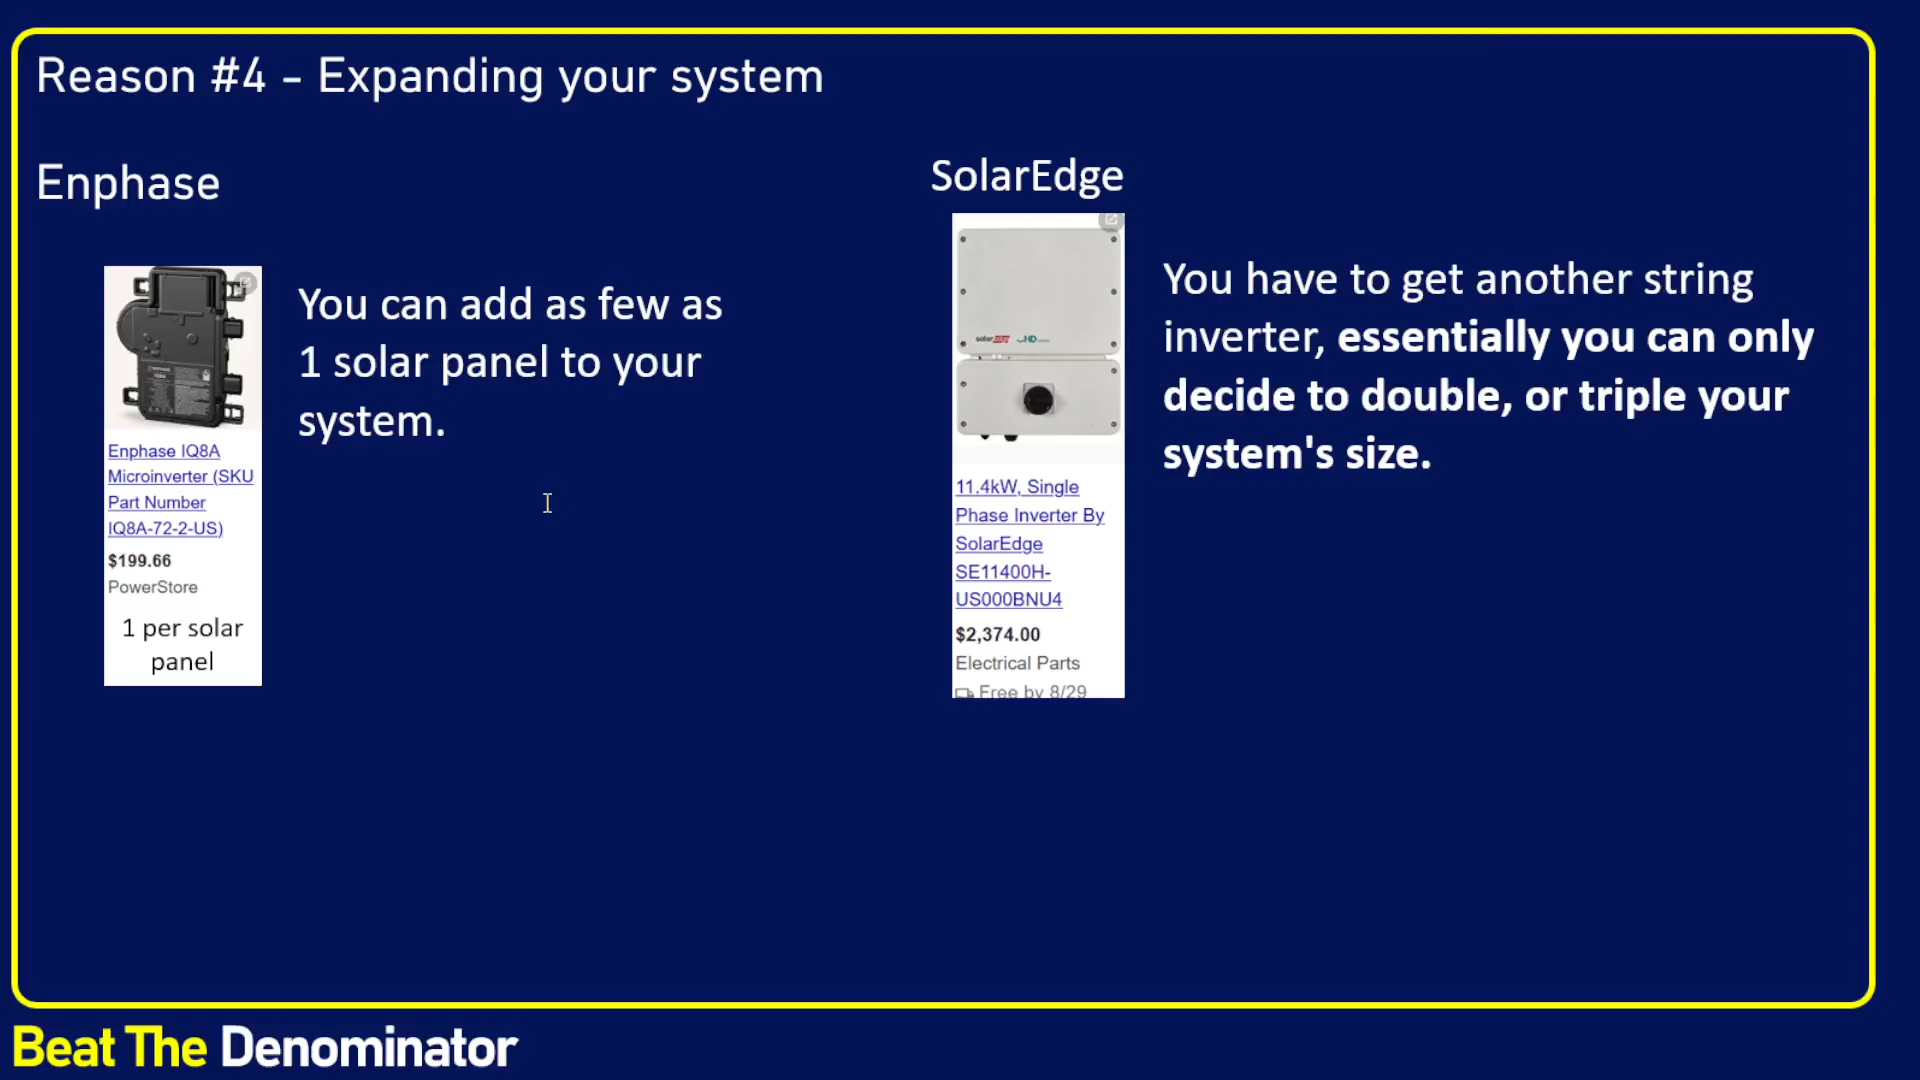 Reason #4 – Expanding your system
Enphase
You can add as few as
1 solar panel to your
system.
Enphase IQ8A
Microinverter (SKU
Part Number
IQ8A-72-2-US)
$199.66
PowerStore
1 per solar
panel
SolarEdge
solaredge HD
You have to get another string
inverter, essentially you can only
decide to double, or triple your
system's size.
11.4kW, Single
Phase Inverter By
SolarEdge
SE11400H-
US000BNU4
$2,374.00
Electrical Parts
Free by 8/29
Beat The Denominator